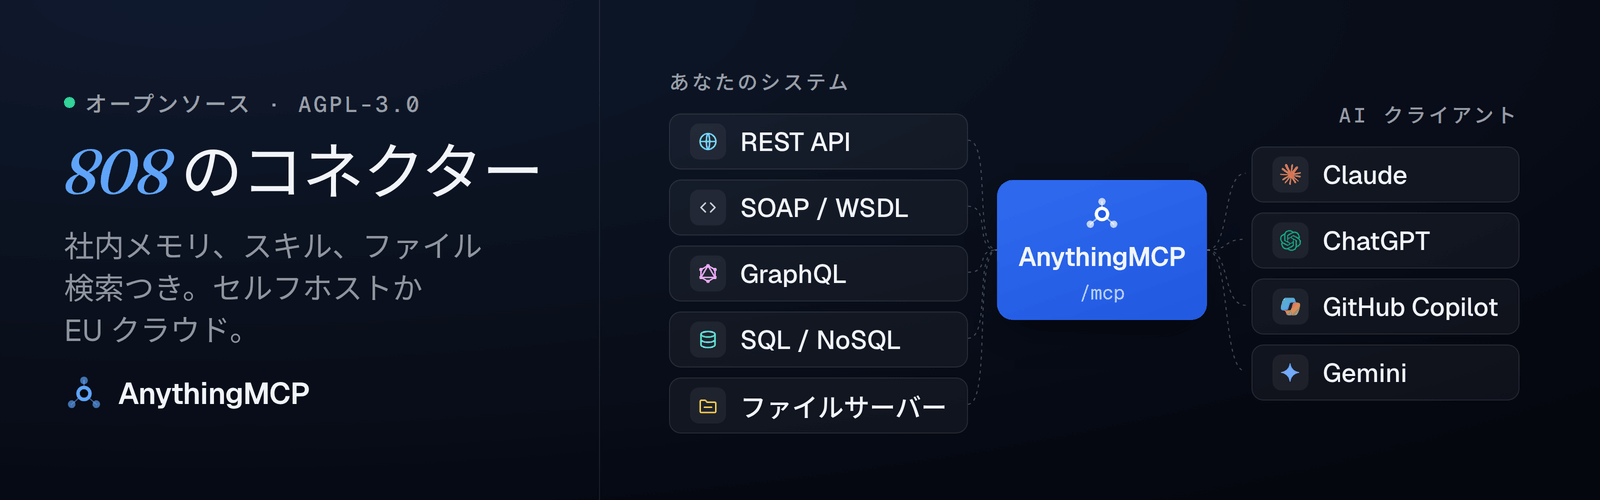 オープンソース · AGPL-3.0
808 のコネクター
社内メモリ、スキル、ファイル
検索つき。セルフホストか
EU クラウド。
AnythingMCP
あなたのシステム
REST API
SOAP / WSDL
GraphQL
SQL / NoSQL
ファイルサーバー
AnythingMCP
/mcp
AI クライアント
Claude
ChatGPT
GitHub Copilot
Gemini